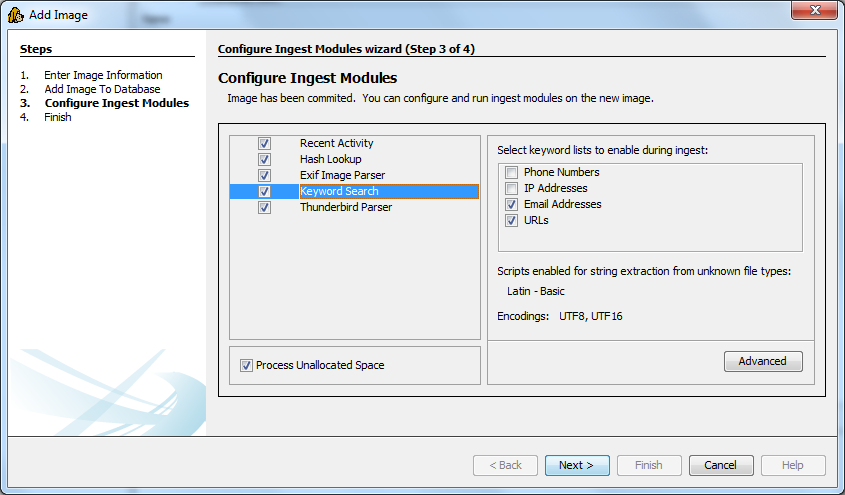 Add Image
Steps
1. Enter Image Information
2. Add Image To Database
3. Configure Ingest Modules
4. Finish
Configure Ingest Modules wizard (Step 3 of 4)
Configure Ingest Modules
Image has been commited. You can configure and run ingest modules on the new image.
Recent Activity
Hash Lookup
Exif Image Parser
Keyword Search
Thunderbird Parser
Process Unallocated Space
Select keyword lists to enable during ingest:
Phone Numbers
IP Addresses
Email Addresses
URLs
Scripts enabled for string extraction from unknown file types:
Latin - Basic
Encodings: UTF8, UTF16
Advanced
< Back Next > Finish Cancel Help